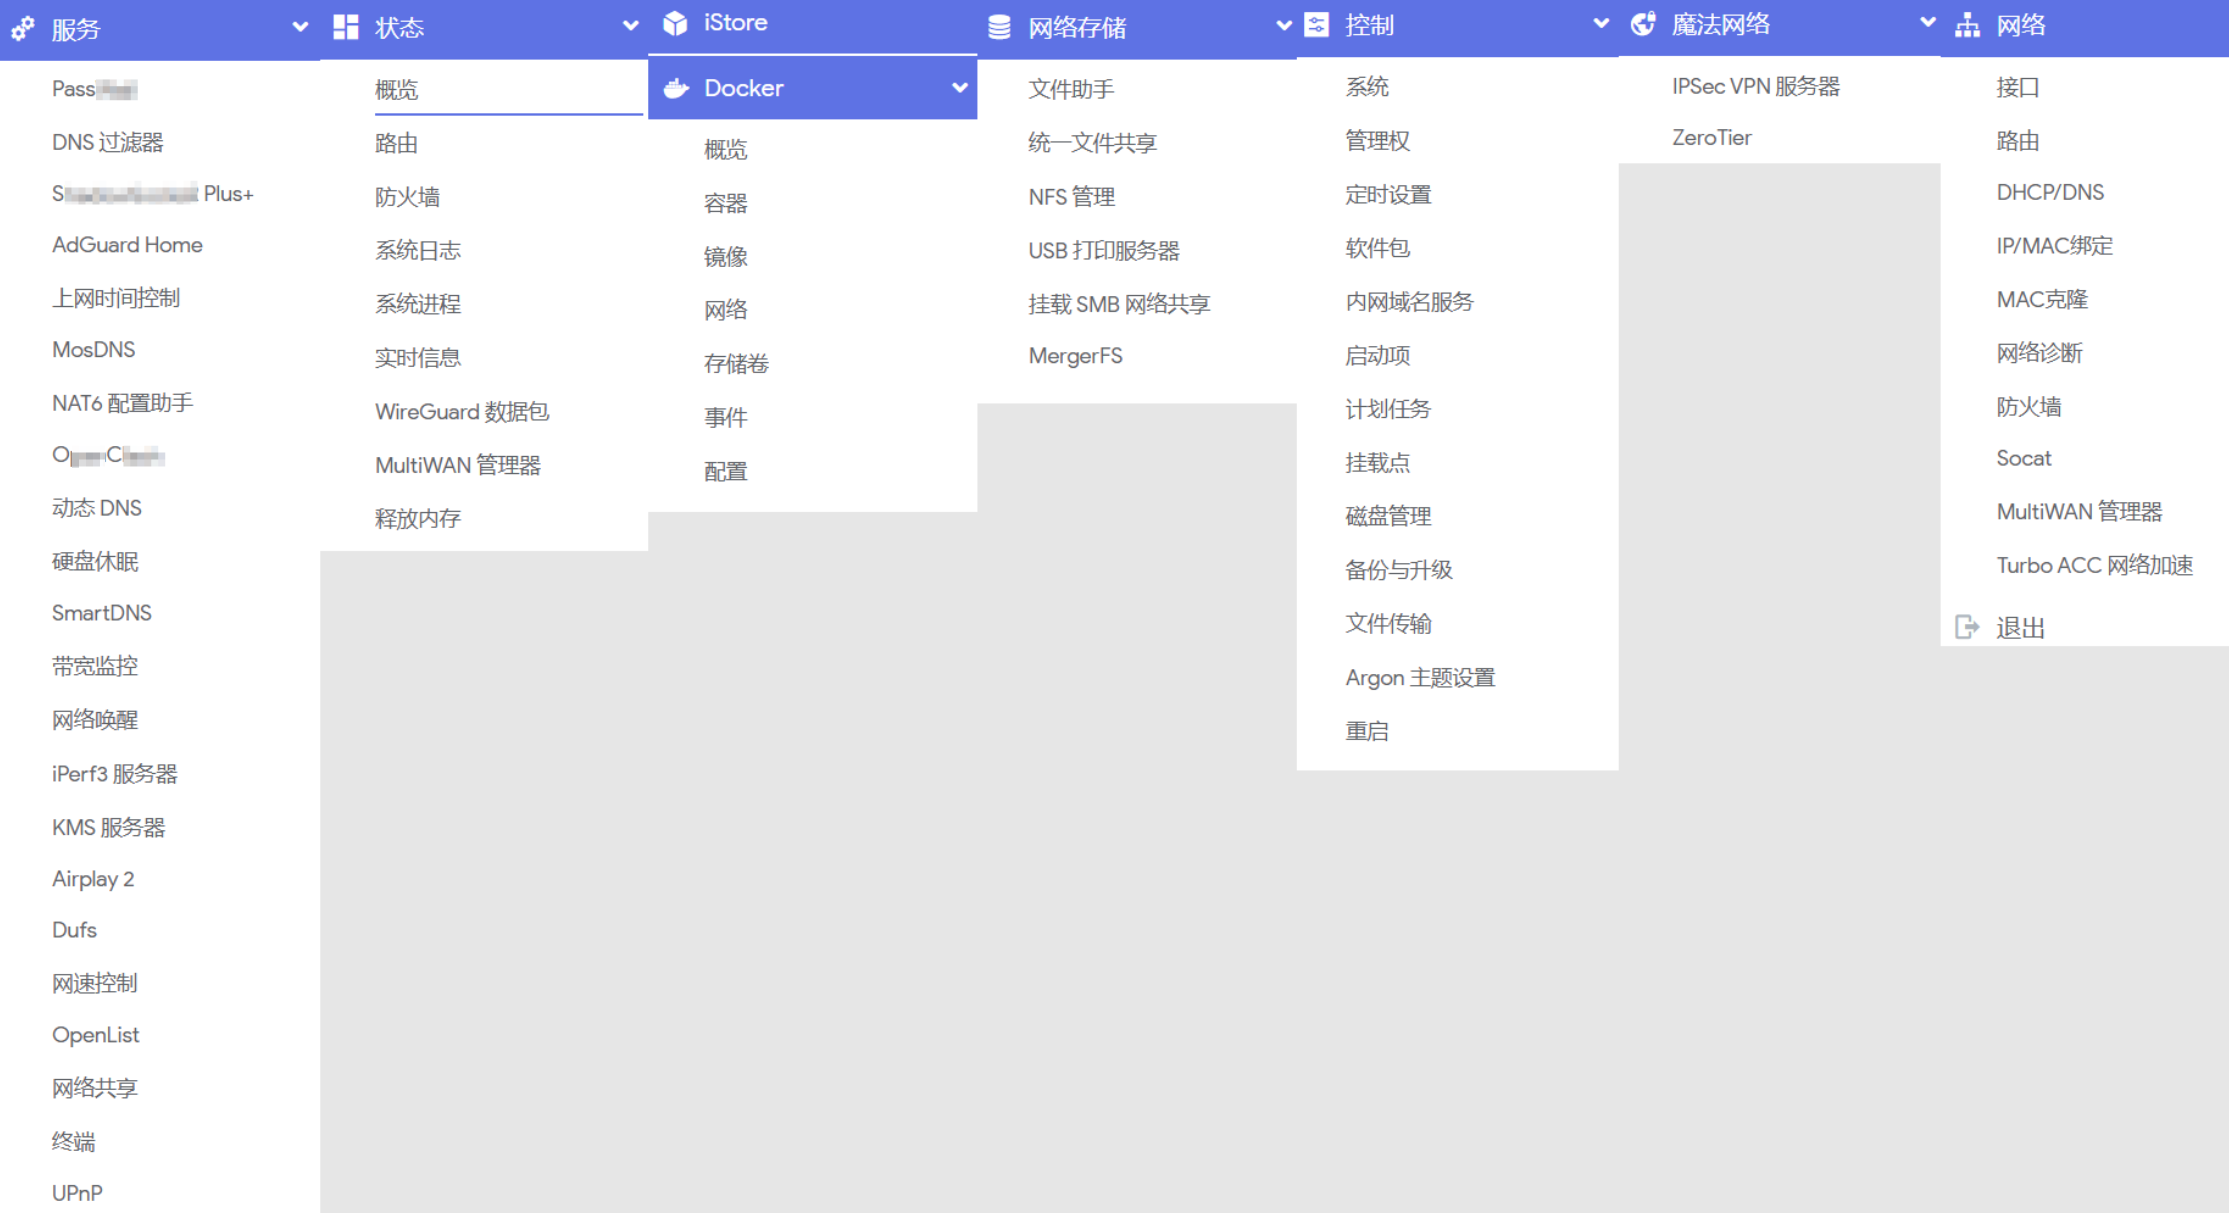 服务
Pass
DNS 过滤器
S Plus+
AdGuard Home
上网时间控制
MosDNS
NAT6 配置助手
动态 DNS
硬盘休眠
SmartDNS
带宽监控
网络唤醒
iPerf3 服务器
KMS 服务器
Airplay 2
Dufs
网速控制
OpenList
网络共享
终端
UPnP
状态
概览
路由
防火墙
系统日志
系统进程
实时信息
WireGuard 数据包
MultiWAN 管理器
释放内存
iStore
Docker
概览
容器
镜像
网络
存储卷
事件
配置
网络存储
文件助手
统一文件共享
NFS 管理
USB 打印服务器
挂载 SMB 网络共享
MergerFS
控制
系统
管理权
定时设置
软件包
内网域名服务
启动项
计划任务
挂载点
磁盘管理
备份与升级
文件传输
Argon 主题设置
重启
魔法网络
IPSec VPN 服务器
ZeroTier
网络
接口
路由
DHCP/DNS
IP/MAC绑定
MAC克隆
网络诊断
防火墙
Socat
MultiWAN 管理器
Turbo ACC 网络加速
退出